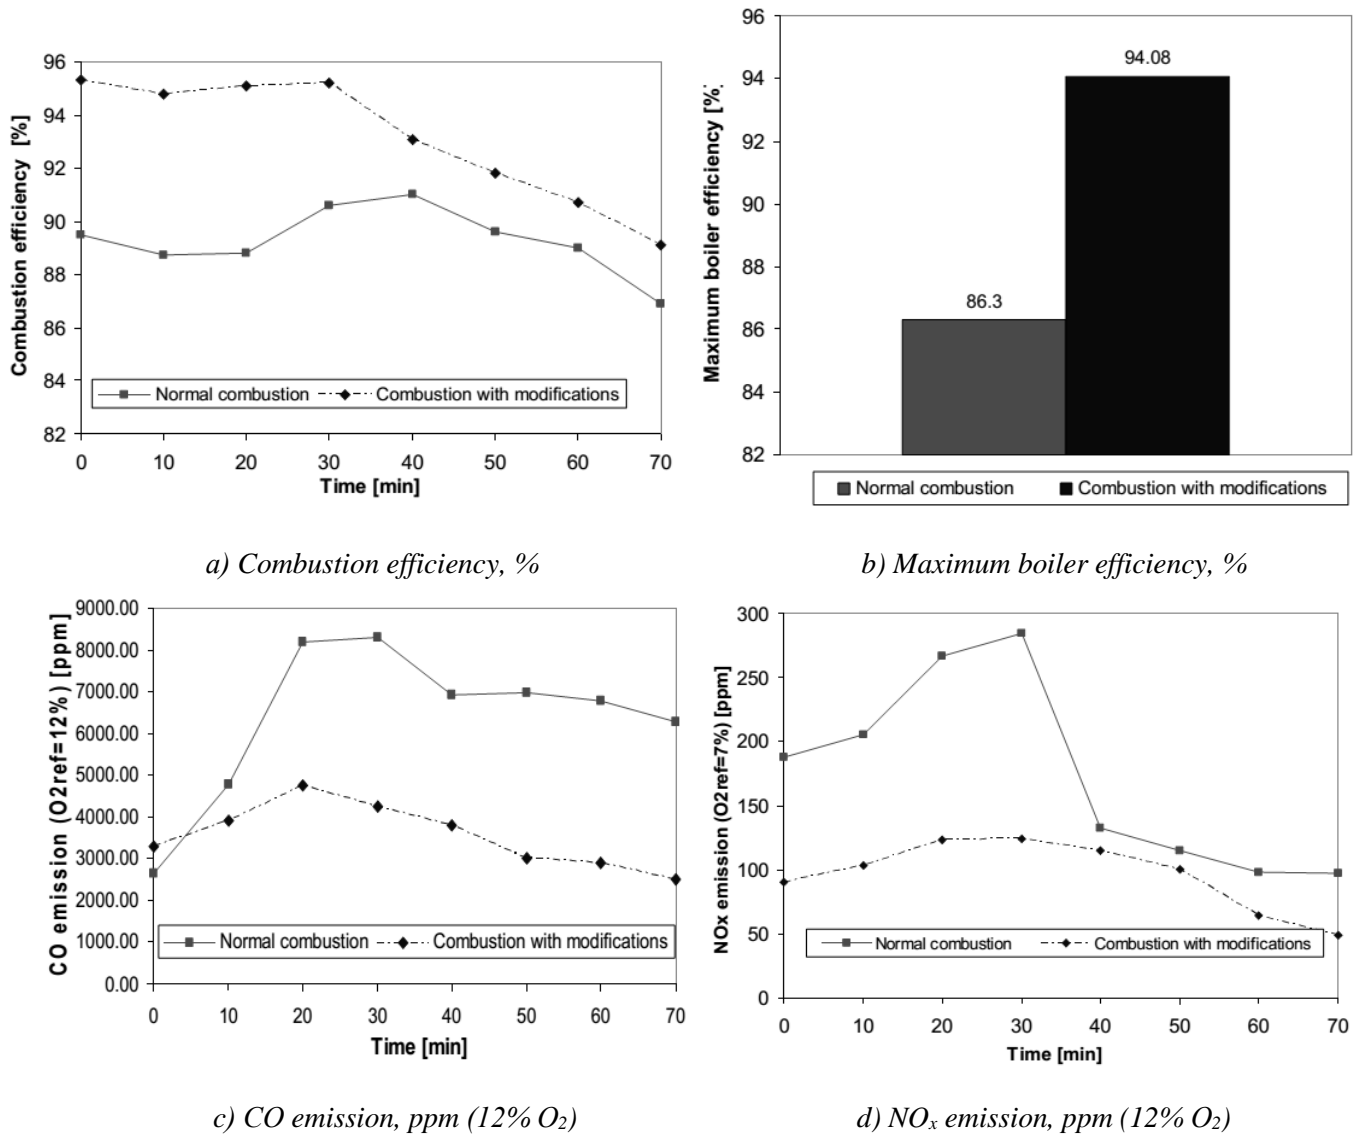 96
94
92
90
88
86
84
82
Combustion efficiency [%]
Normal combustion
Combustion with modifications
0 10 20 30 40 50 60 70
Time [min]
a) Combustion efficiency, %
96
94
92
90
88
86
84
82
Maximum boiler efficiency [%]
94.08
86.3
Normal combustion
Combustion with modifications
b) Maximum boiler efficiency, %
9000.00
8000.00
7000.00
6000.00
5000.00
4000.00
3000.00
2000.00
1000.00
0.00
CO emission (O2ref=12%) [ppm]
Normal combustion
Combustion with modifications
0 10 20 30 40 50 60 70
Time [min]
c) CO emission, ppm (12% O₂)
300
250
200
150
100
50
0
NOx emission (O2ref=7%) [ppm]
Normal combustion
Combustion with modifications
0 10 20 30 40 50 60 70
Time [min]
d) NOₓ emission, ppm (12% O₂)